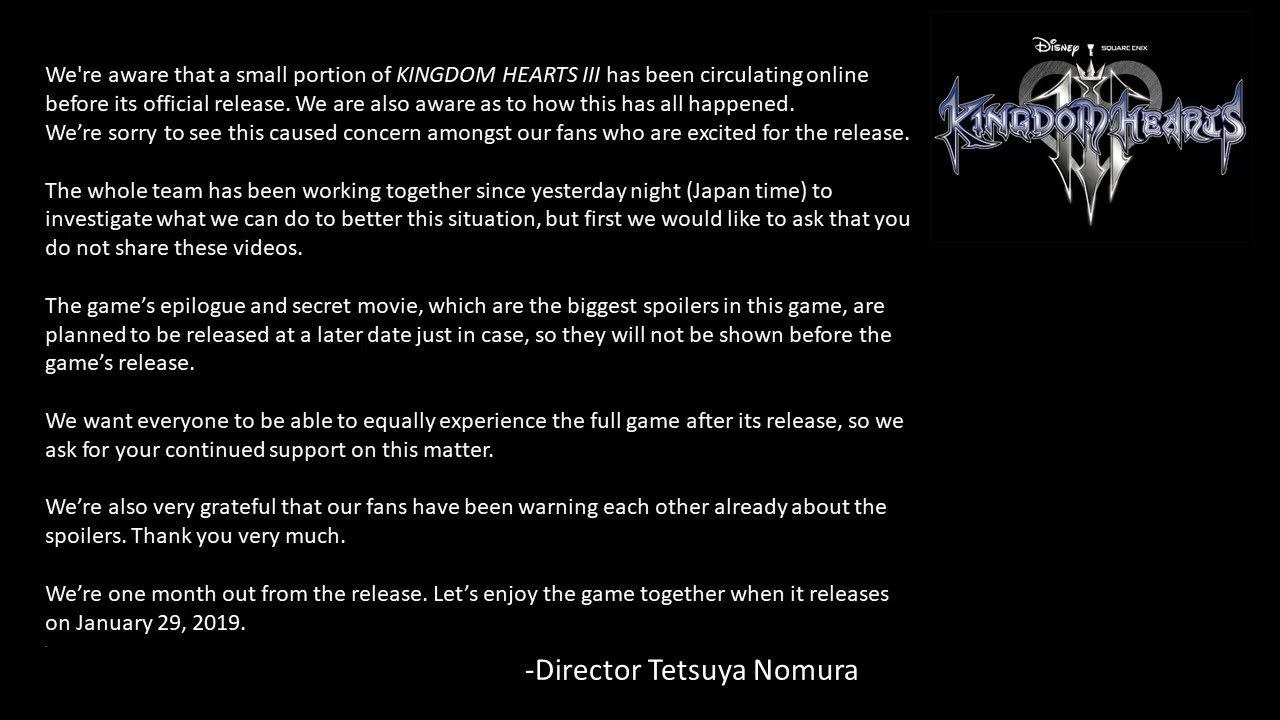 Disney SQUARE ENIX
KINGDOM HEARTS
III
We're aware that a small portion of KINGDOM HEARTS III has been circulating online
before its official release. We are also aware as to how this has all happened.
We’re sorry to see this caused concern amongst our fans who are excited for the release.
The whole team has been working together since yesterday night (Japan time) to
investigate what we can do to better this situation, but first we would like to ask that you
do not share these videos.
The game’s epilogue and secret movie, which are the biggest spoilers in this game, are
planned to be released at a later date just in case, so they will not be shown before the
game’s release.
We want everyone to be able to equally experience the full game after its release, so we
ask for your continued support on this matter.
We’re also very grateful that our fans have been warning each other already about the
spoilers. Thank you very much.
We’re one month out from the release. Let’s enjoy the game together when it releases
on January 29, 2019.
-Director Tetsuya Nomura